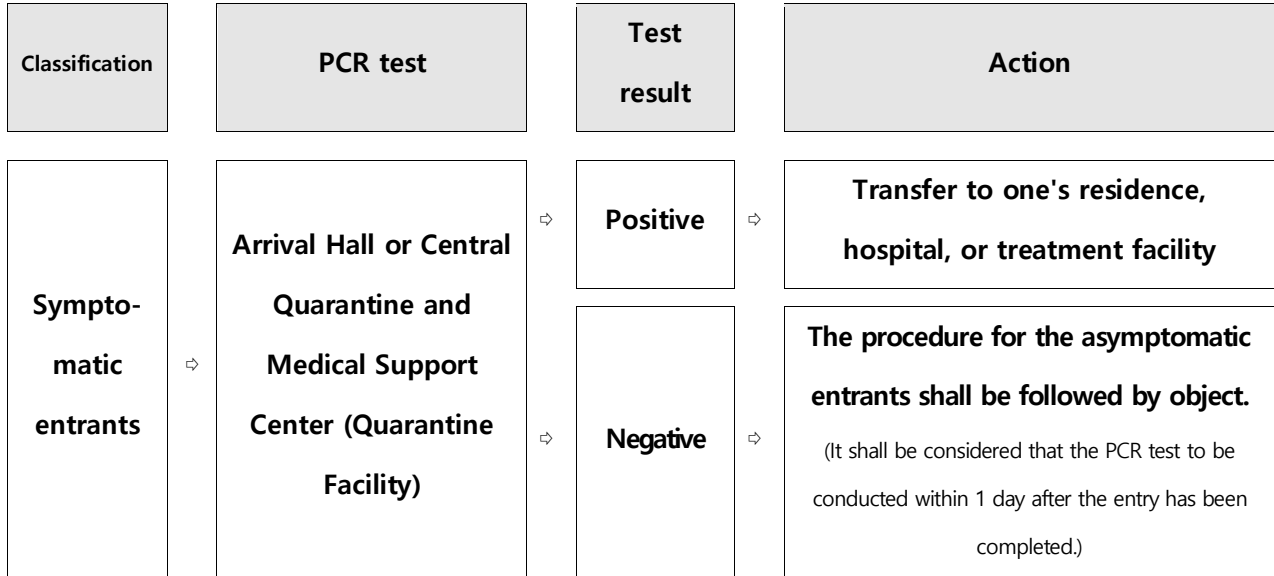 Classification
PCR test
Test
result
Action
Sympto-
matic
entrants
⇨
Arrival Hall or Central
Quarantine and
Medical Support
Center (Quarantine
Facility)
⇨
Positive
⇨
Transfer to one's residence,
hospital, or treatment facility
⇨
Negative
⇨
The procedure for the asymptomatic
entrants shall be followed by object.
(It shall be considered that the PCR test to be
conducted within 1 day after the entry has been
completed.)